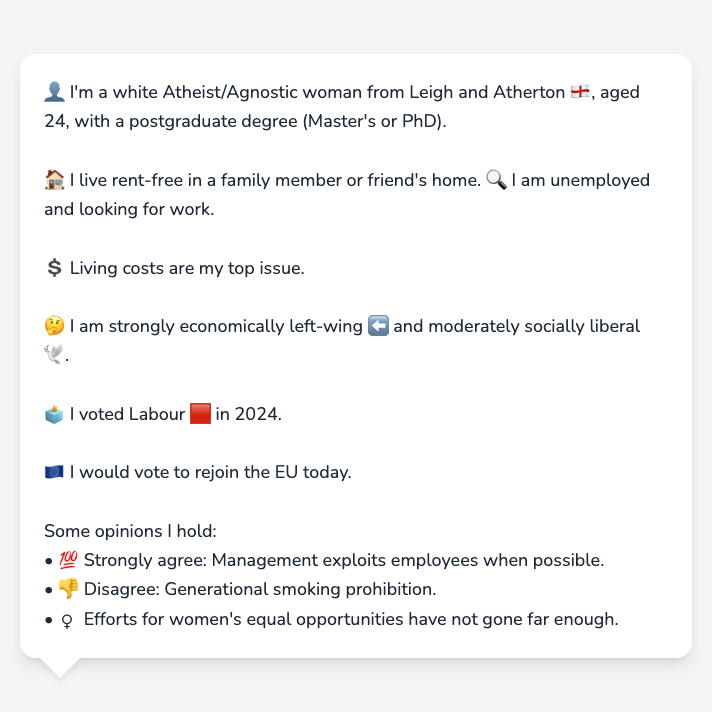 👤 I'm a white Atheist/Agnostic woman from Leigh and Atherton 🏴󠁧󠁢󠁥󠁮󠁧󠁿, aged
24, with a postgraduate degree (Master's or PhD).
🏠 I live rent-free in a family member or friend's home. 🔍 I am unemployed
and looking for work.
💲 Living costs are my top issue.
🤔 I am strongly economically left-wing ⬅️ and moderately socially liberal
🕊️.
🗳️ I voted Labour 🟥 in 2024.
🇪🇺 I would vote to rejoin the EU today.
Some opinions I hold:
• 💯 Strongly agree: Management exploits employees when possible.
• 👎 Disagree: Generational smoking prohibition.
• ♀ Efforts for women's equal opportunities have not gone far enough.